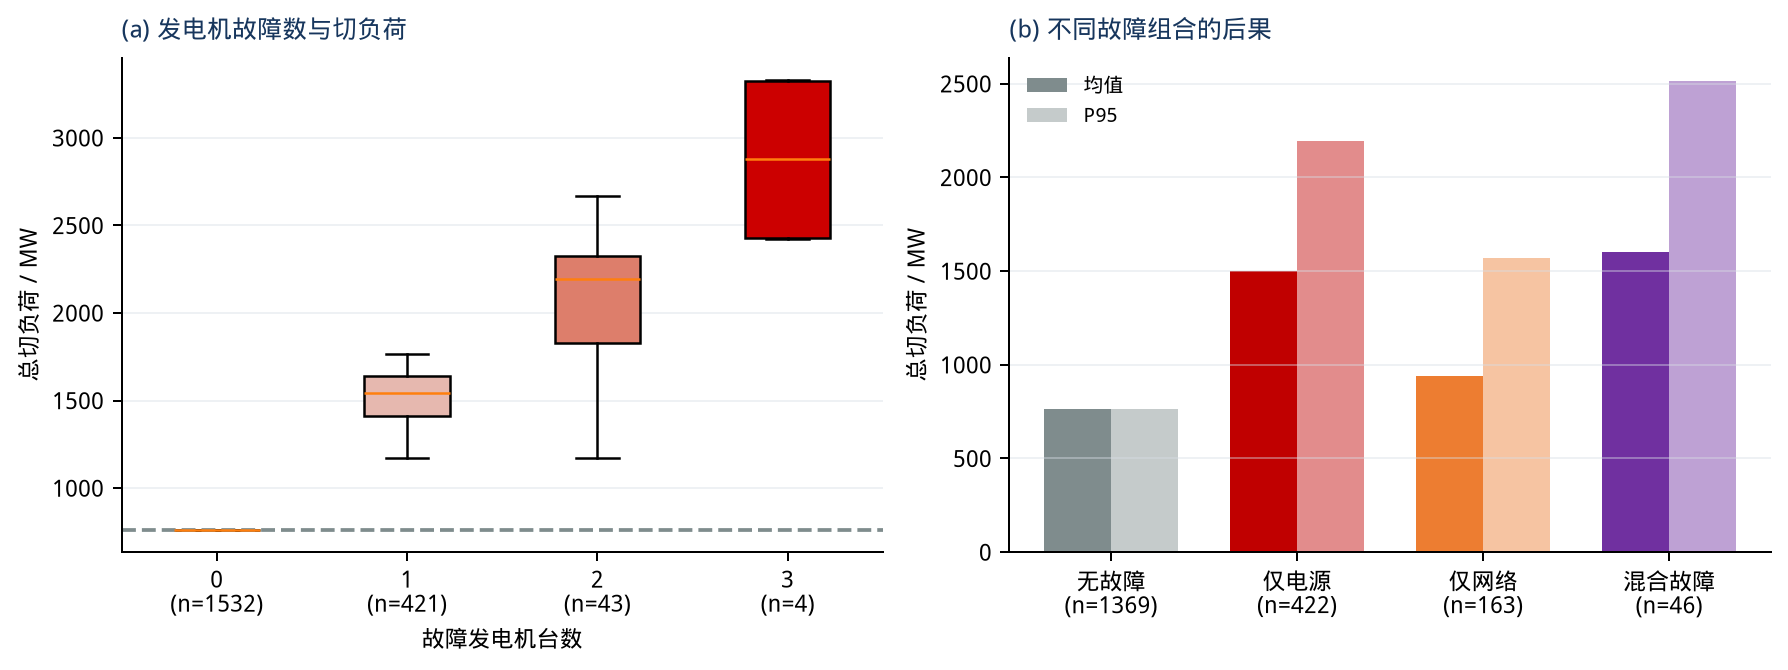 (a) 发电机故障数与切负荷
总切负荷 / MW
3000
2500
2000
1500
1000
0
(n=1532)
1
(n=421)
2
(n=43)
3
(n=4)
故障发电机台数
(b) 不同故障组合的后果
均值
P95
总切负荷 / MW
2500
2000
1500
1000
500
0
无故障
(n=1369)
仅电源
(n=422)
仅网络
(n=163)
混合故障
(n=46)